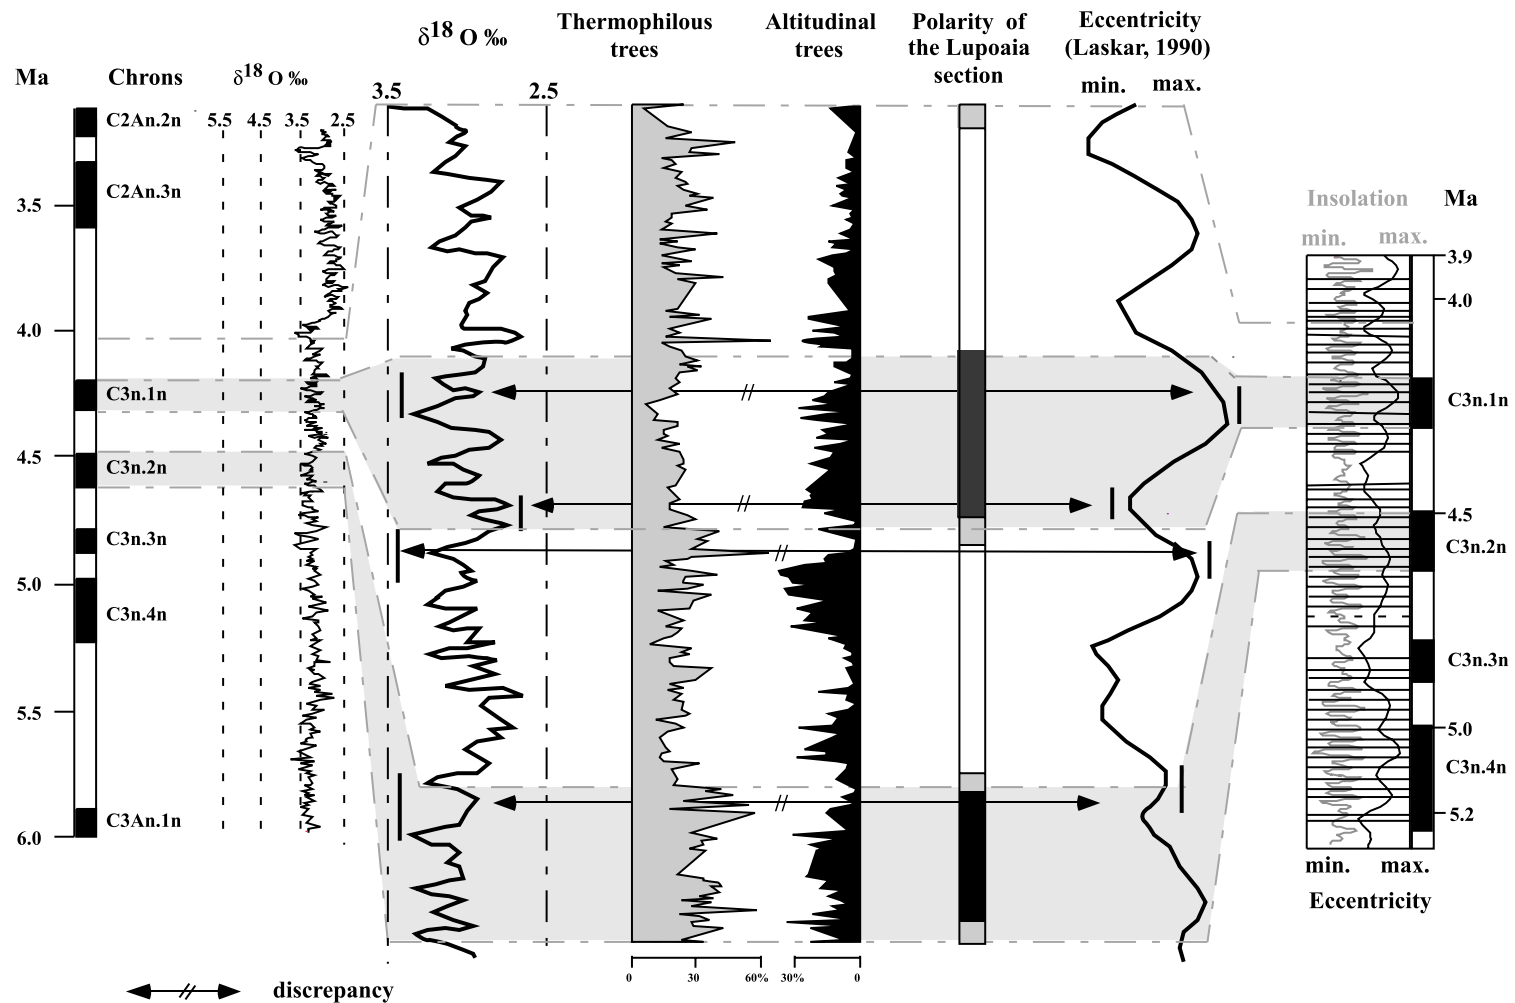 Thermophilous
trees
Altitudinal
trees
Polarity of
the Lupoaia
section
Eccentricity
(Laskar, 1990)
min. max.
δ18 O ‰
3.5 2.5
Ma Chrons δ18 O ‰
5.5 4.5 3.5 2.5
C2An.2n
C2An.3n
3.5
4.0
C3n.1n
4.5
C3n.2n
C3n.3n
5.0
C3n.4n
5.5
C3An.1n
6.0
Insolation Ma
min. max.
3.9
4.0
C3n.1n
4.5
C3n.2n
C3n.3n
5.0
C3n.4n
5.2
min. max.
Eccentricity
0 30 60% 30% 0
discrepancy